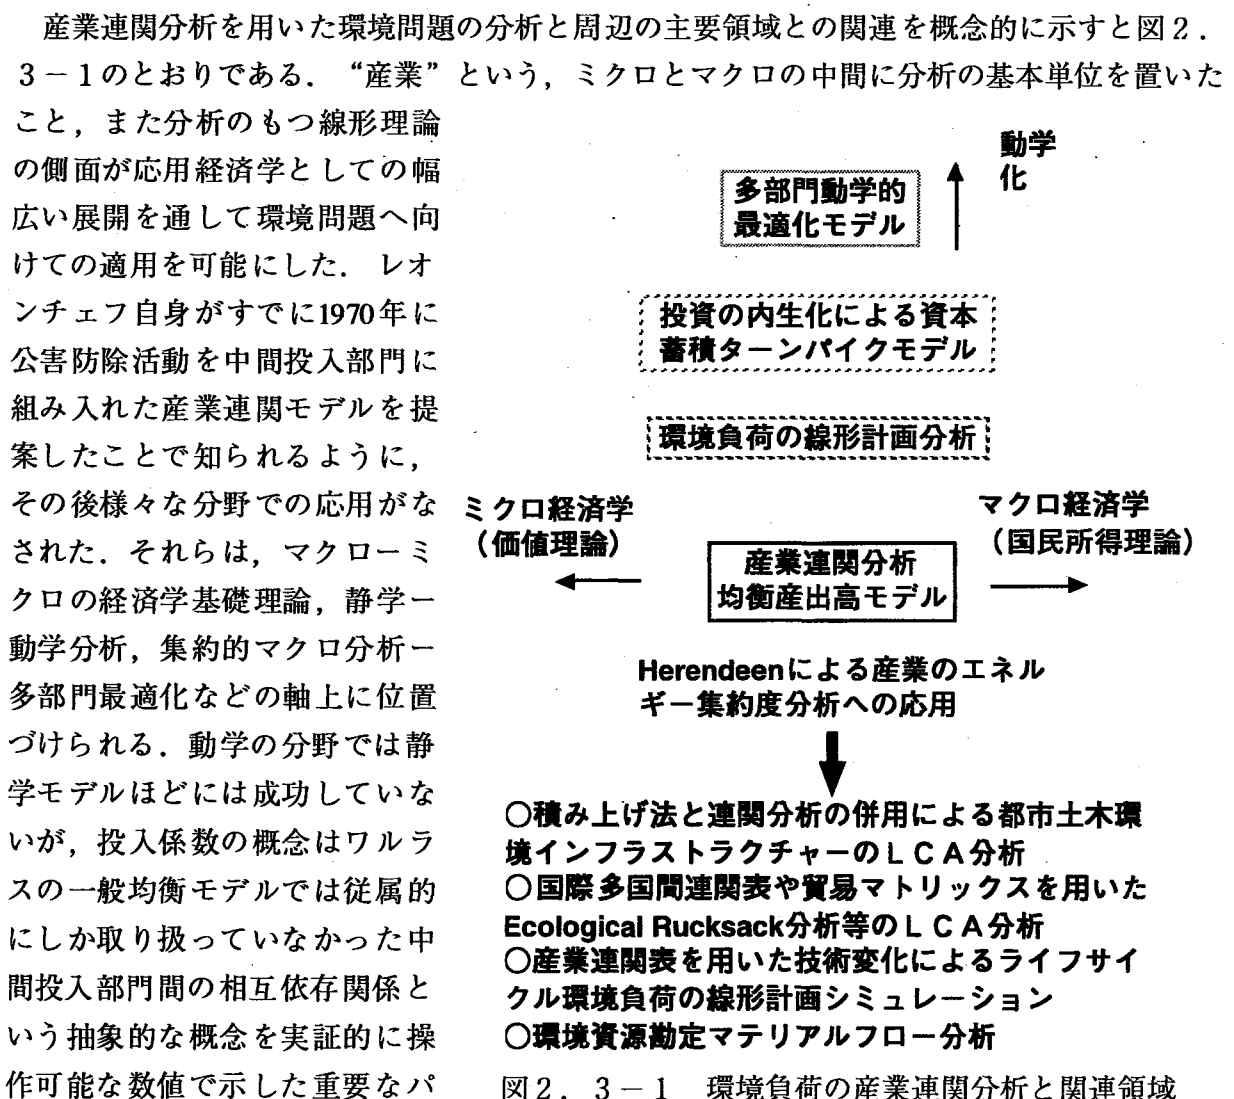 産業連関分析を用いた環境問題の分析と周辺の主要領域との関連を概念的に示すと図2．
3－1のとおりである．“産業”という，ミクロとマクロの中間に分析の基本単位を置いた
こと，また分析のもつ線形理論
の側面が応用経済学としての幅
広い展開を通して環境問題へ向
けての適用を可能にした．レオ
ンチェフ自身がすでに1970年に
公害防除活動を中間投入部門に
組み入れた産業連関モデルを提
案したことで知られるように，
その後様々な分野での応用がな
された．それらは，マクローミ
クロの経済学基礎理論，静学ー
動学分析，集約的マクロ分析ー
多部門最適化などの軸上に位置
づけられる．動学の分野では静
学モデルほどには成功していな
いが，投入係数の概念はワルラ
スの一般均衡モデルでは従属的
にしか取り扱っていなかった中
間投入部門間の相互依存関係と
いう抽象的な概念を実証的に操
作可能な数値で示した重要なパ
動学
化
多部門動学的
最適化モデル
投資の内生化による資本
蓄積ターンパイクモデル
環境負荷の線形計画分析
ミクロ経済学
（価値理論）
マクロ経済学
（国民所得理論）
産業連関分析
均衡産出高モデル
Herendeenによる産業のエネル
ギー集約度分析への応用
○積み上げ法と連関分析の併用による都市土木環
境インフラストラクチャーのＬＣＡ分析
○国際多国間連関表や貿易マトリックスを用いた
Ecological Rucksack分析等のＬＣＡ分析
○産業連関表を用いた技術変化によるライフサイ
クル環境負荷の線形計画シミュレーション
○環境資源勘定マテリアルフロー分析
図2．3－1　環境負荷の産業連関分析と関連領域